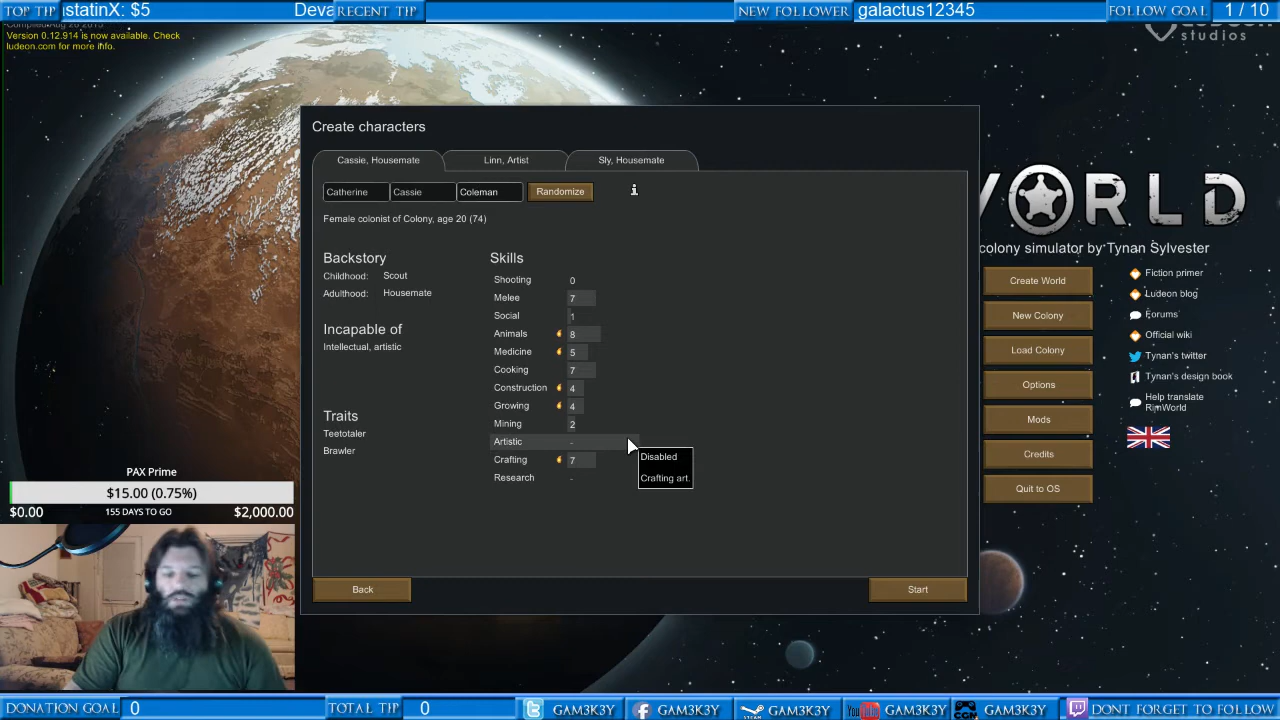 TOP TIP
statinX: $5
Deva
RECENT TIP
NEW FOLLOWER
galactus12345
FOLLOW GOAL
1 / 10
Version 0.12.914 is now available. Check
ludeon.com for more info.
studios
Create characters
Cassie, Housemate
Linn, Artist
Sly, Housemate
Catherine
Cassie
Coleman
Randomize
Female colonist of Colony, age 20 (74)
Backstory
Childhood: Scout
Adulthood: Housemate
Incapable of
Intellectual, artistic
Traits
Teetotaler
Brawler
Skills
Shooting 0
Melee 7
Social 1
Animals 8
Medicine 5
Cooking 7
Construction 4
Growing 4
Mining 2
Artistic -
Crafting 7
Research -
Disabled
Crafting art.
Back
Start
WORLD
colony simulator by Tynan Sylvester
Create World
New Colony
Load Colony
Options
Mods
Credits
Quit to OS
Fiction primer
Ludeon blog
Forums
Official wiki
Tynan's twitter
Tynan's design book
Help translate
RimWorld
PAX Prime
$15.00 (0.75%)
$0.00
155 DAYS TO GO
$2,000.00
DONATION GOAL
0
TOTAL TIP
0
GAM3K3Y
GAM3K3Y
STEAM
GAM3K3Y
YouTube
GAM3K3Y
GAM3K3Y
DONT FORGET TO FOLLOW